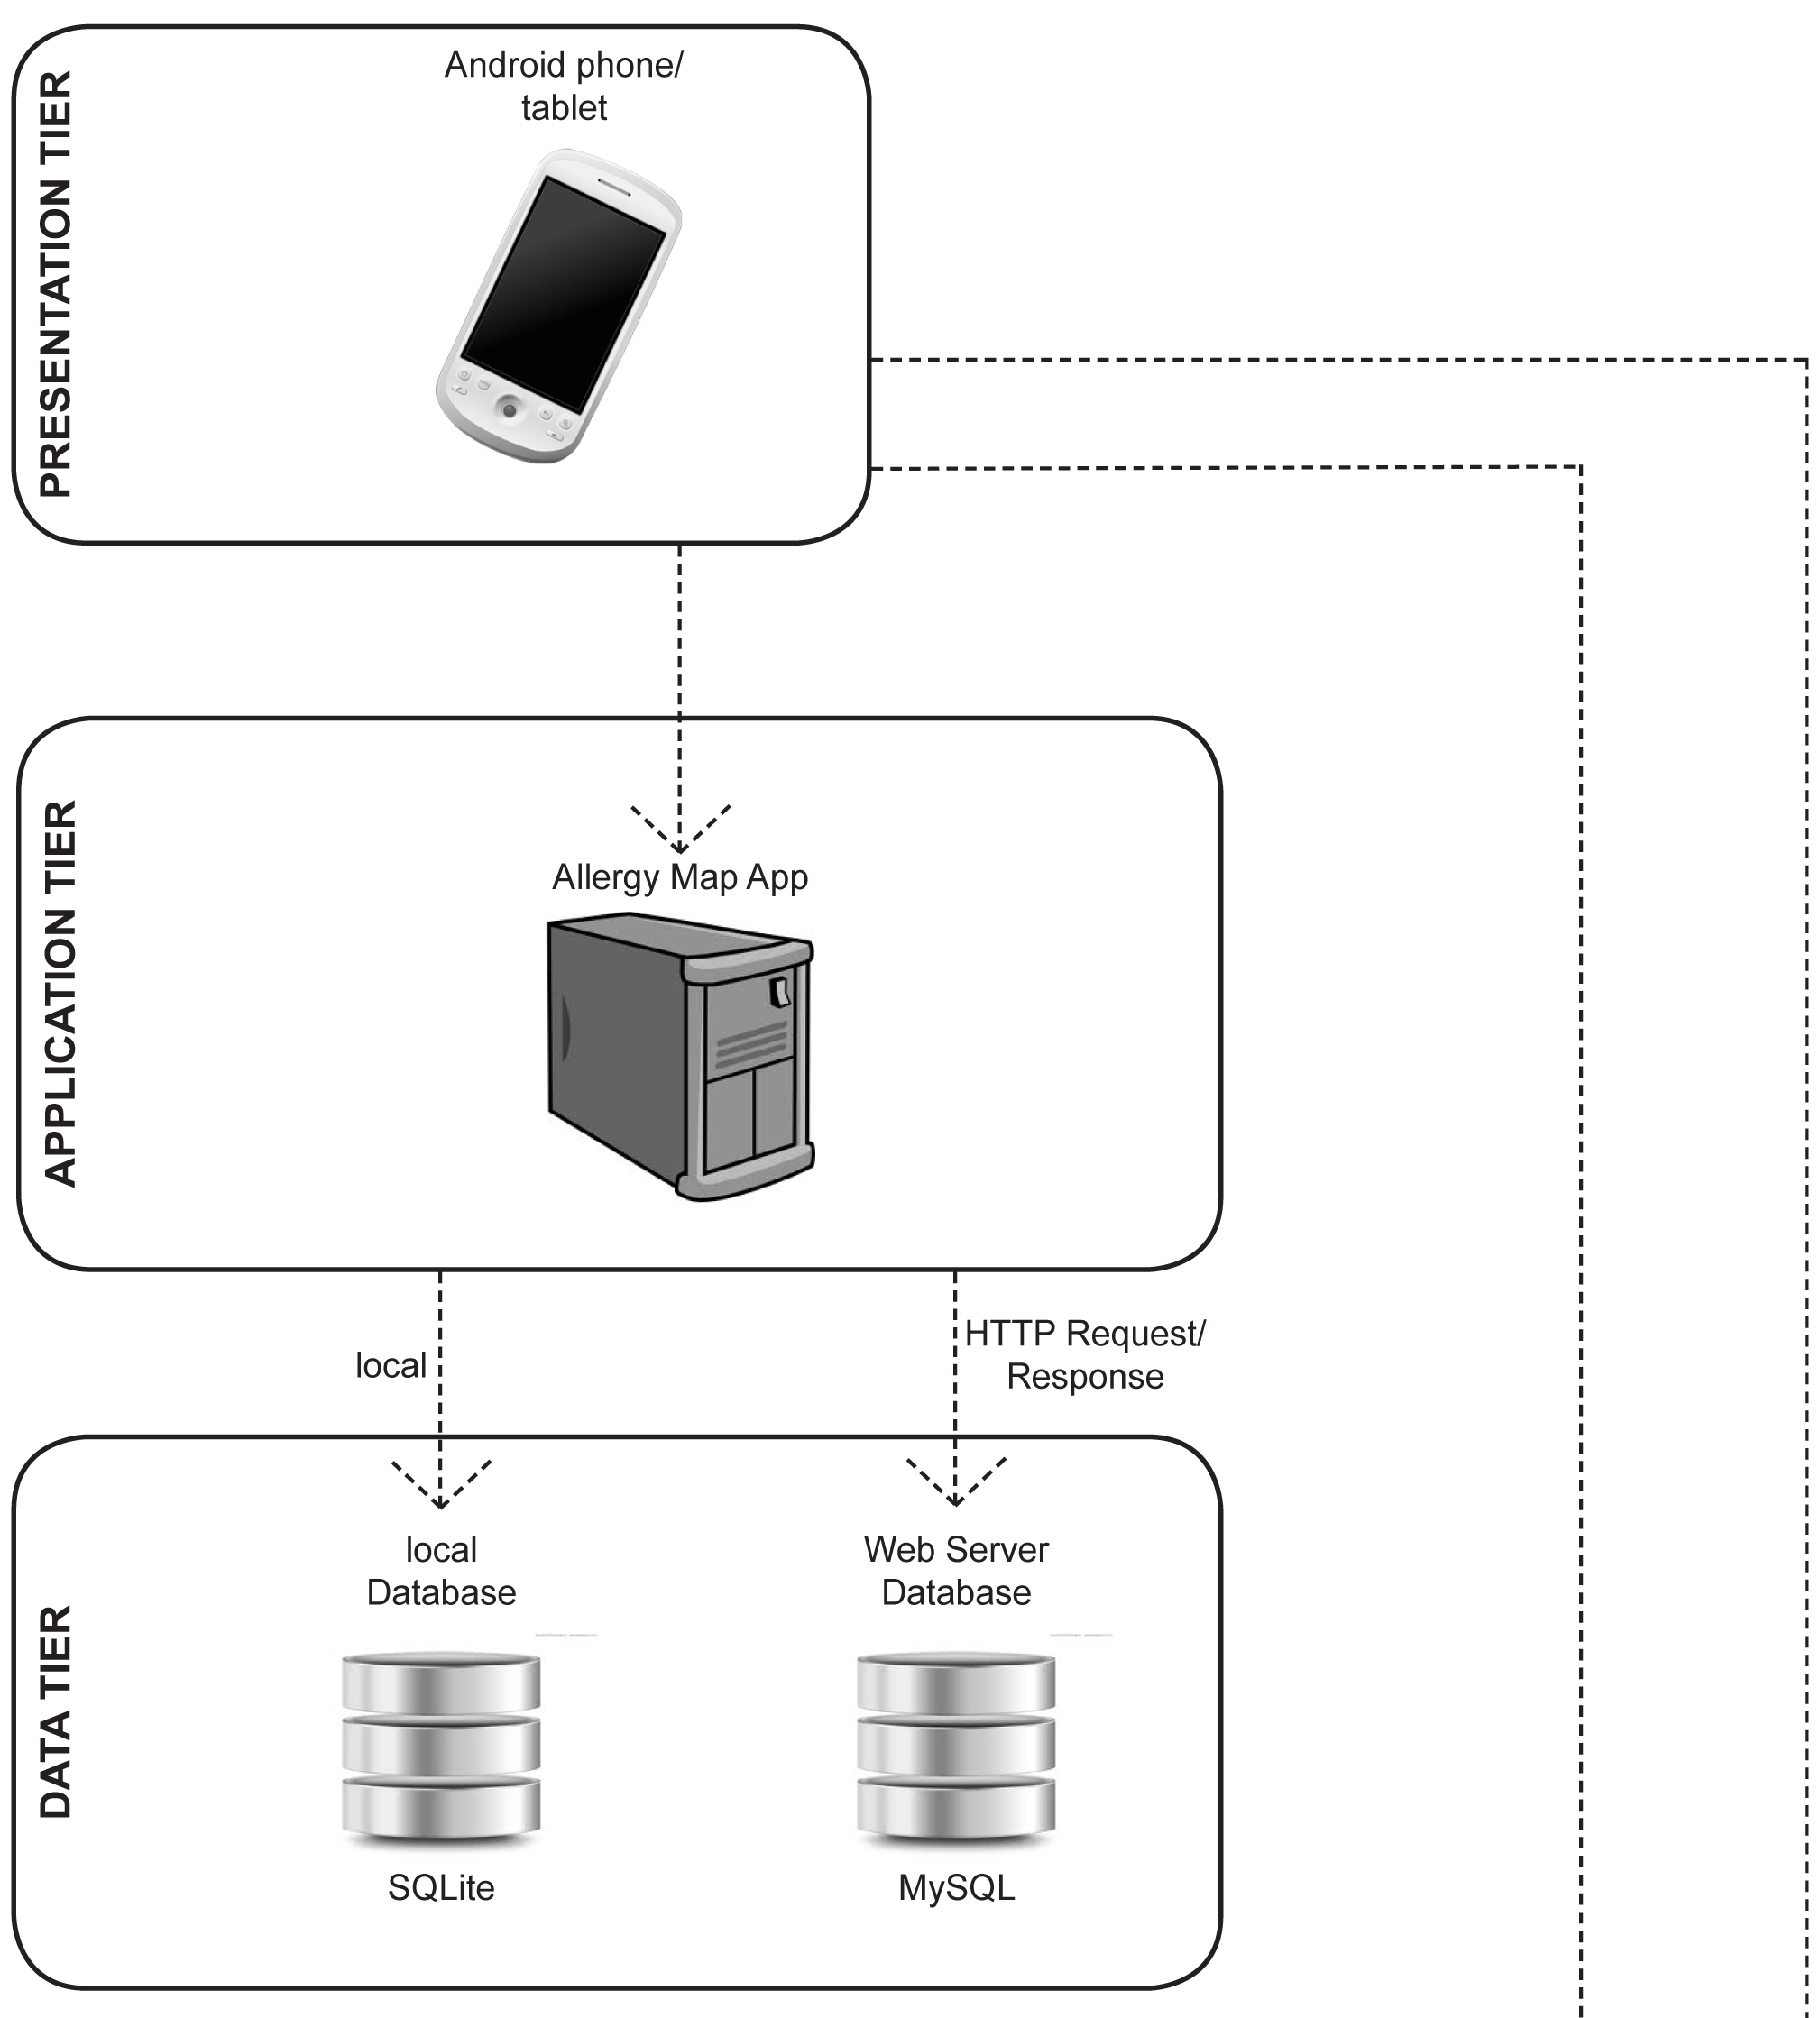 PRESENTATION TIER
Android phone/
tablet
APPLICATION TIER
Allergy Map App
local
HTTP Request/
Response
DATA TIER
local
Database
Web Server
Database
SQLite
MySQL